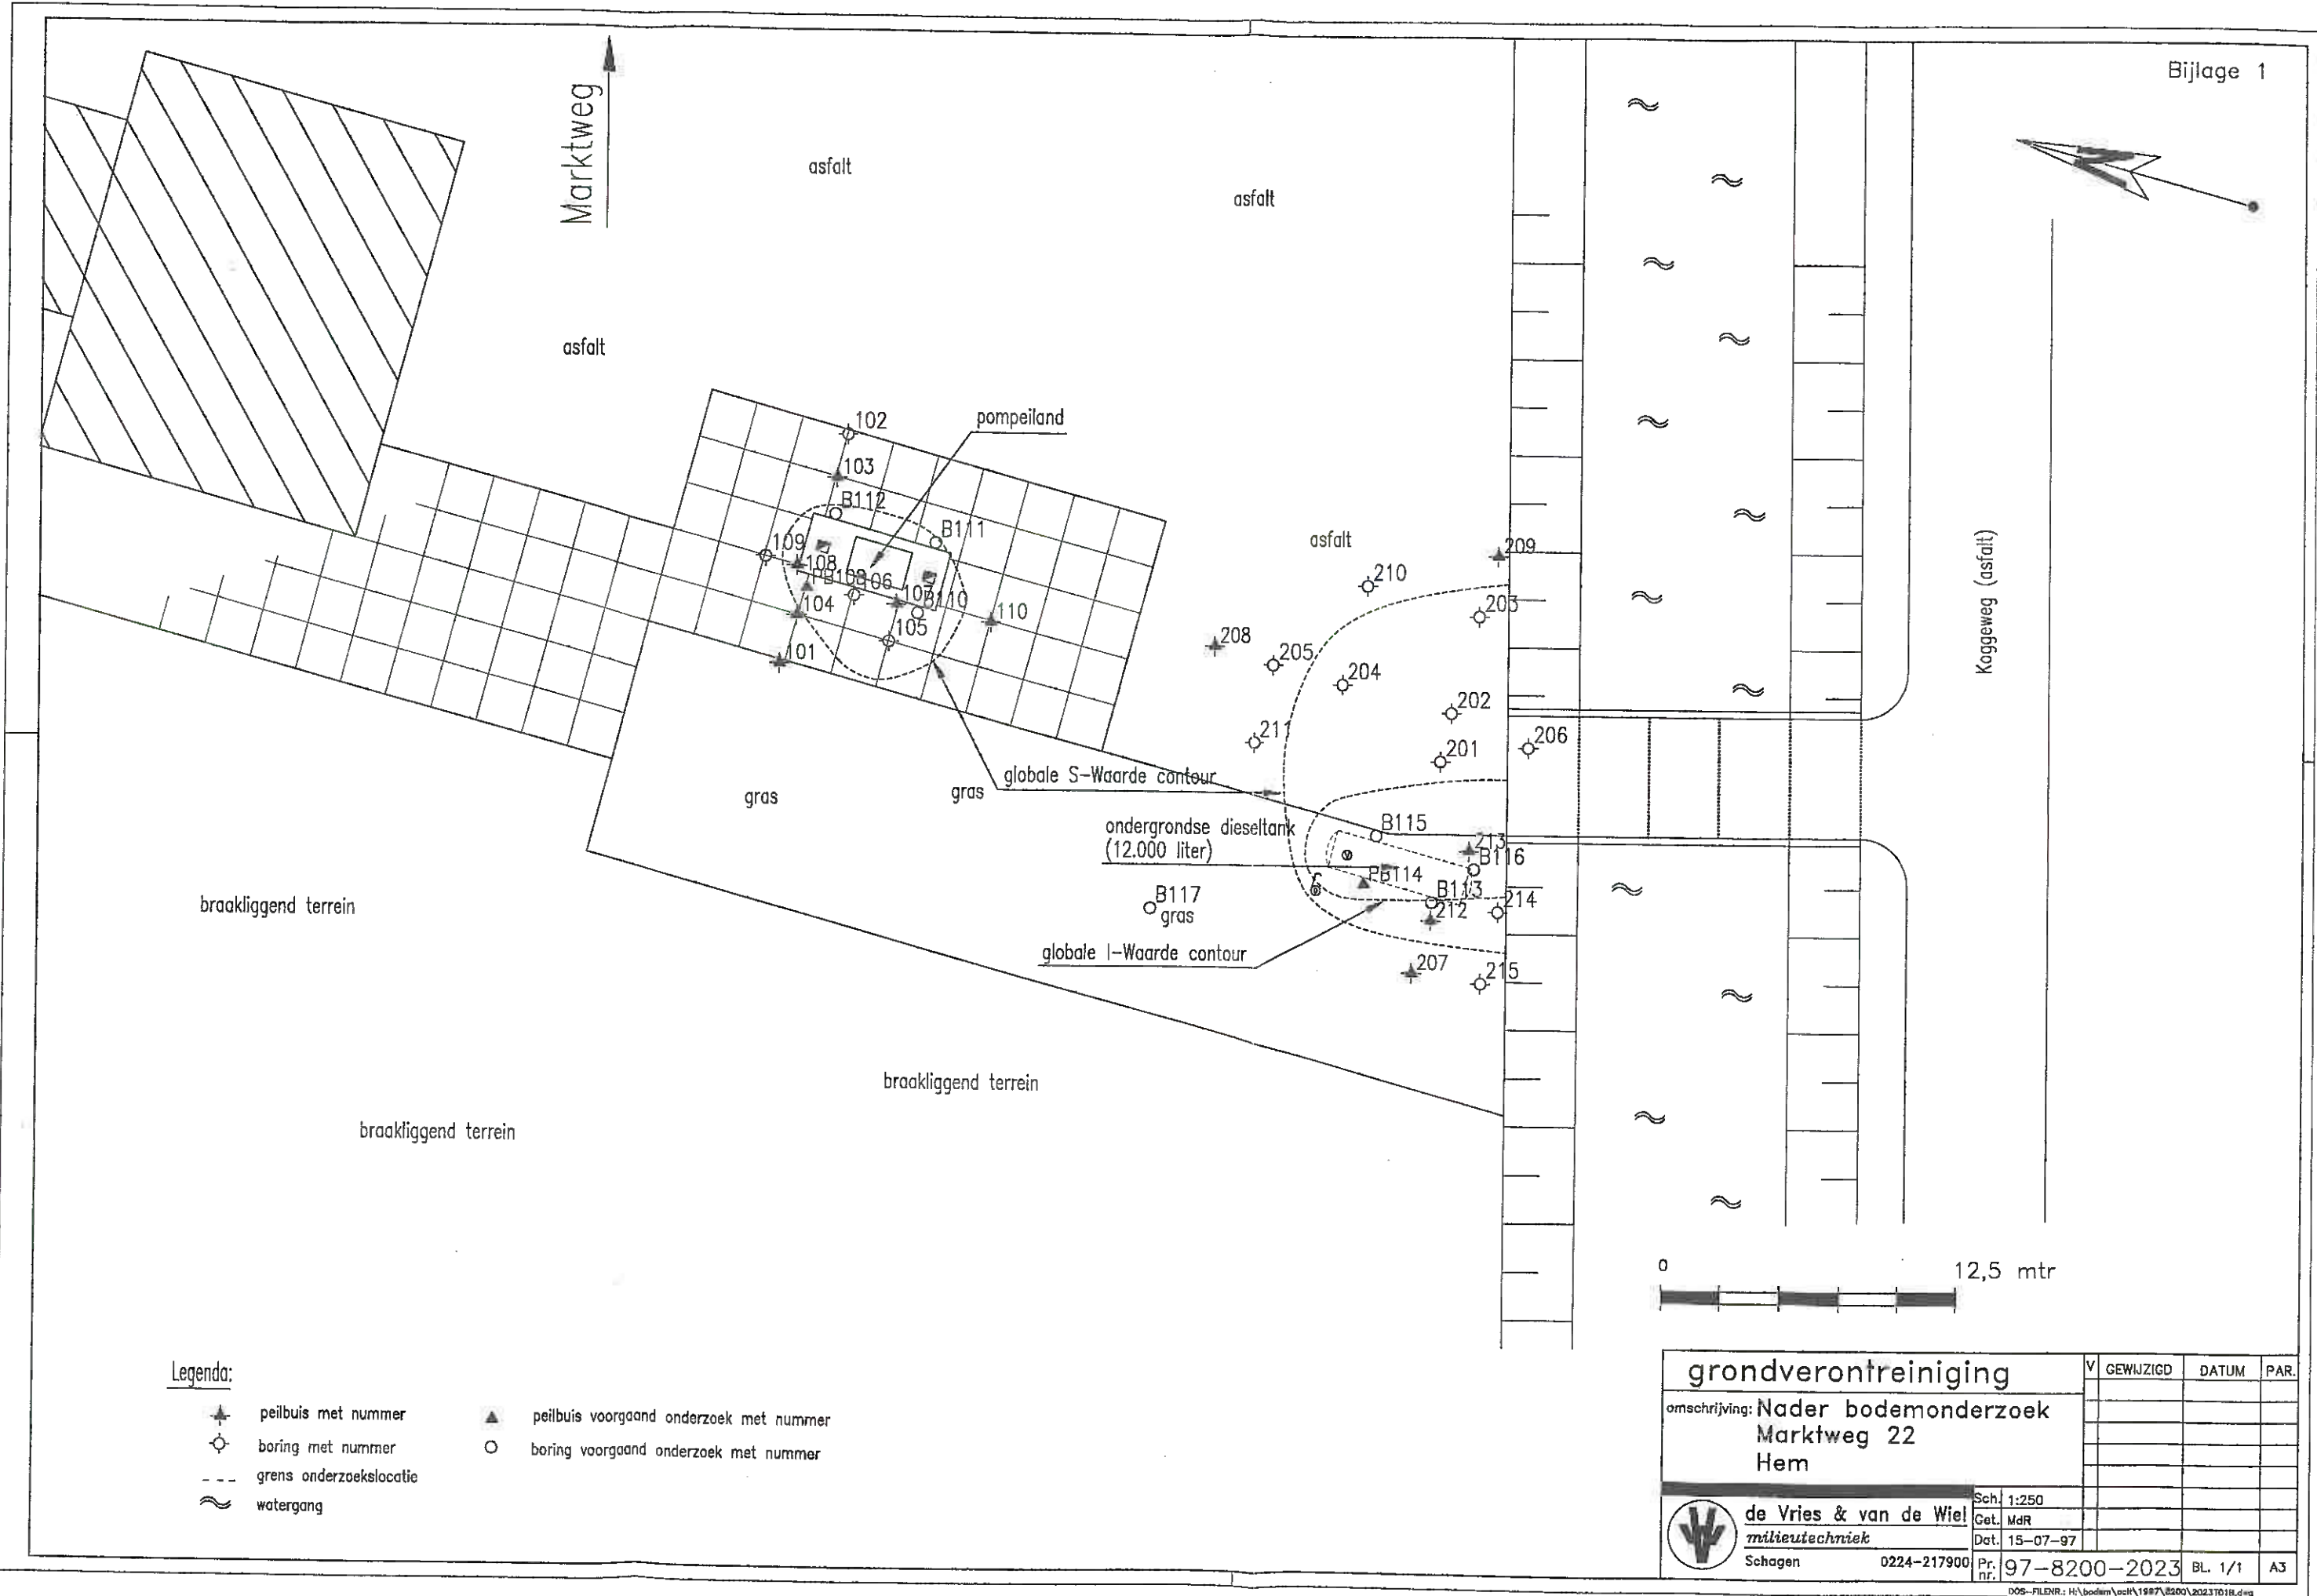 Bijlage 1
Marktweg
asfalt
asfalt
asfalt
asfalt
pompeiland
102
103
B112
B111
109
108
106
107
B110
104
105
110
101
209
210
203
208
205
204
202
211
201
206
globale S-Waarde contour
gras
gras
ondergrondse dieseltank
(12.000 liter)
B115
213
B116
PB114
B113
214
212
B117
gras
globale I-Waarde contour
207
215
Koggeweg (asfalt)
braakliggend terrein
braakliggend terrein
braakliggend terrein
0
12,5 mtr
Legenda:
peilbuis met nummer
peilbuis voorgaand onderzoek met nummer
boring met nummer
boring voorgaand onderzoek met nummer
grens onderzoekslocatie
watergang
grondverontreiniging
V GEWIJZIGD DATUM PAR.
omschrijving: Nader bodemonderzoek
Marktweg 22
Hem
de Vries & van de Wiel
milieutechniek
Schagen 0224-217900
Sch. 1:250
Get. MdR
Dat. 15-07-97
Pr. nr. 97-8200-2023 BL. 1/1 A3